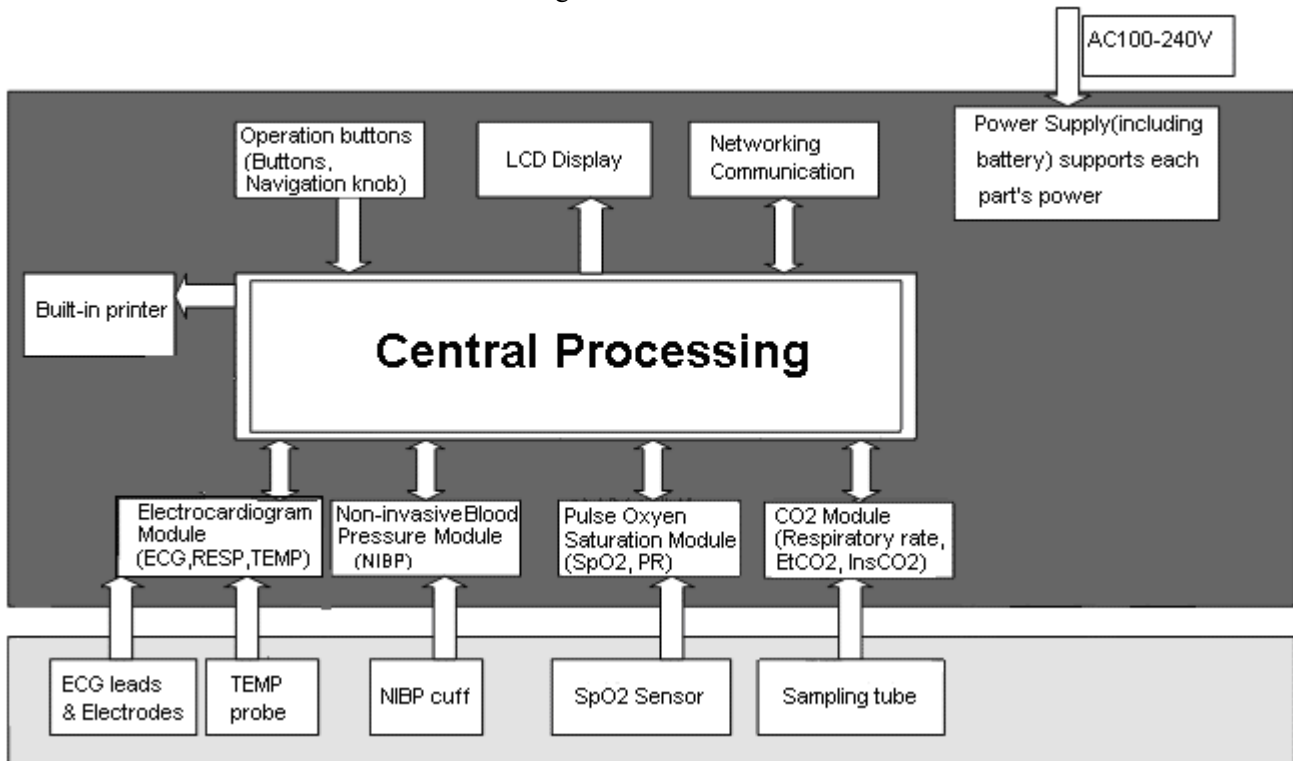 AC100-240V
Operation buttons
(Buttons,
Navigation knob)
LCD Display
Networking
Communication
Power Supply(including
battery) supports each
part's power
Built-in printer
Central Processing
Electrocardiogram
Module
(ECG,RESP,TEMP)
Non-invasive Blood
Pressure Module
(NIBP)
Pulse Oxyen
Saturation Module
(SpO2, PR)
CO2 Module
(Respiratory rate,
EtCO2, InsCO2)
ECG leads
& Electrodes
TEMP
probe
NIBP cuff
SpO2 Sensor
Sampling tube